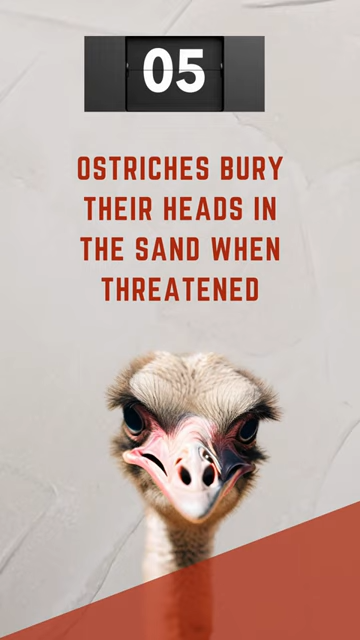 05
OSTRICHES BURY
THEIR HEADS IN
THE SAND WHEN
THREATENED